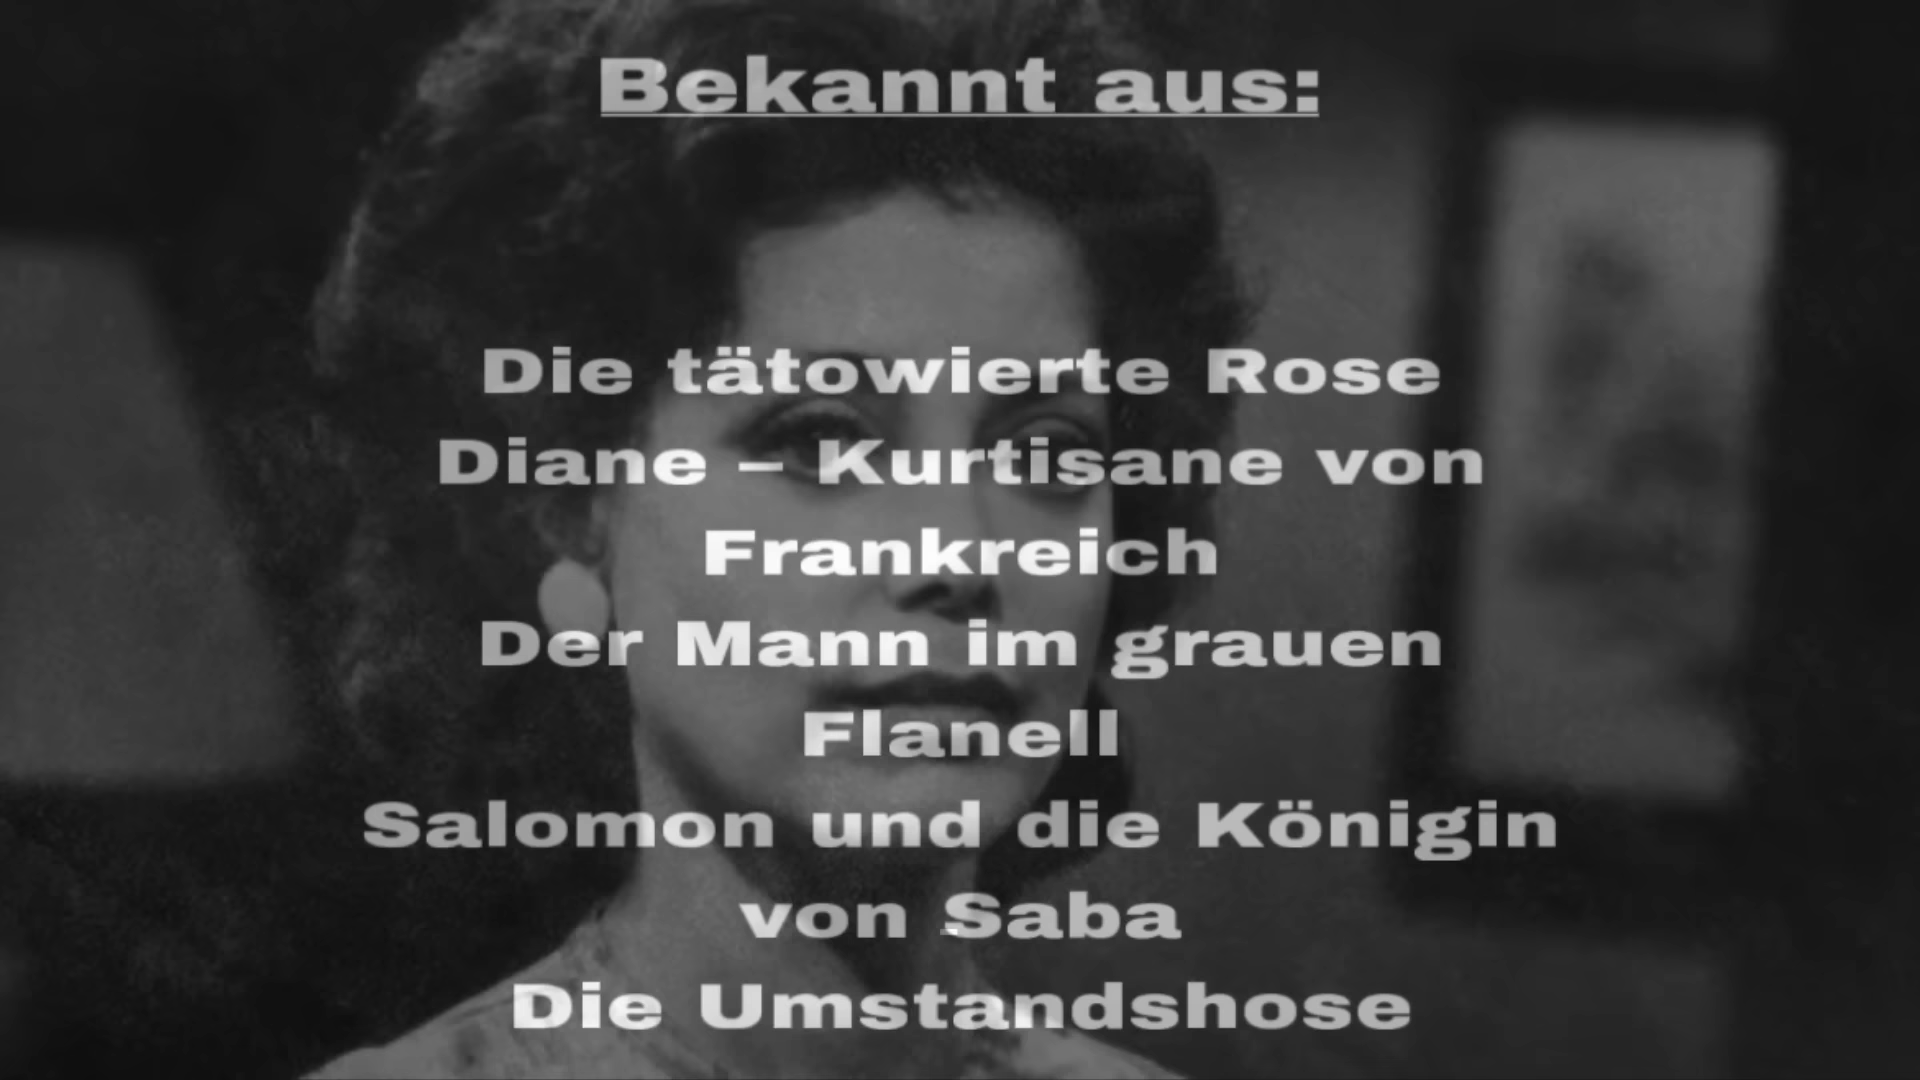 Bekannt aus:
Die tätowierte Rose
Diane – Kurtisane von
Frankreich
Der Mann im grauen
Flanell
Salomon und die Königin
von Saba
Die Umstandshose